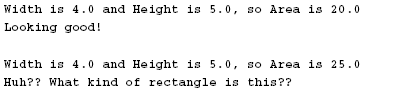 Width is 4.0 and Height is 5.0, so Area is 20.0
Looking good!
Width is 4.0 and Height is 5.0, so Area is 25.0
Huh?? What kind of rectangle is this??